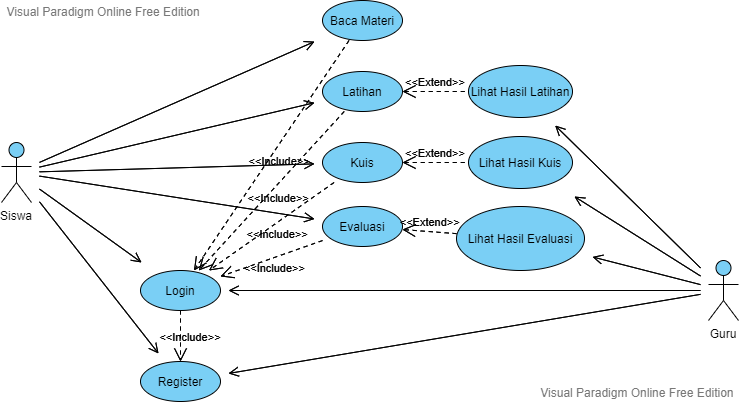 Visual Paradigm Online Free Edition
Baca Materi
Latihan
<<Extend>>
Lihat Hasil Latihan
<<Include>>
Kuis
<<Extend>>
Lihat Hasil Kuis
<<Include>>
Siswa
Evaluasi
<<Extend>>
Lihat Hasil Evaluasi
<<Include>>
<<Include>>
Login
<<Include>>
Guru
Register
Visual Paradigm Online Free Edition